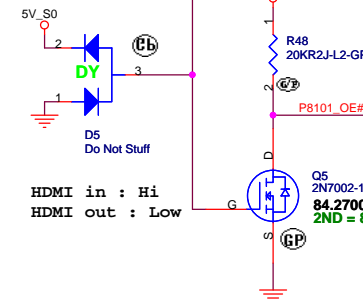 5V_S0
1
R48
20KR2J-L2-GP
2
Cb
2
DY
3
G/P
P8101_OE#
1
D5
Do Not Stuff
D
Q5
2N7002-1
HDMI in : Hi
HDMI out : Low
G
84.2700
2ND = 8
S
GP